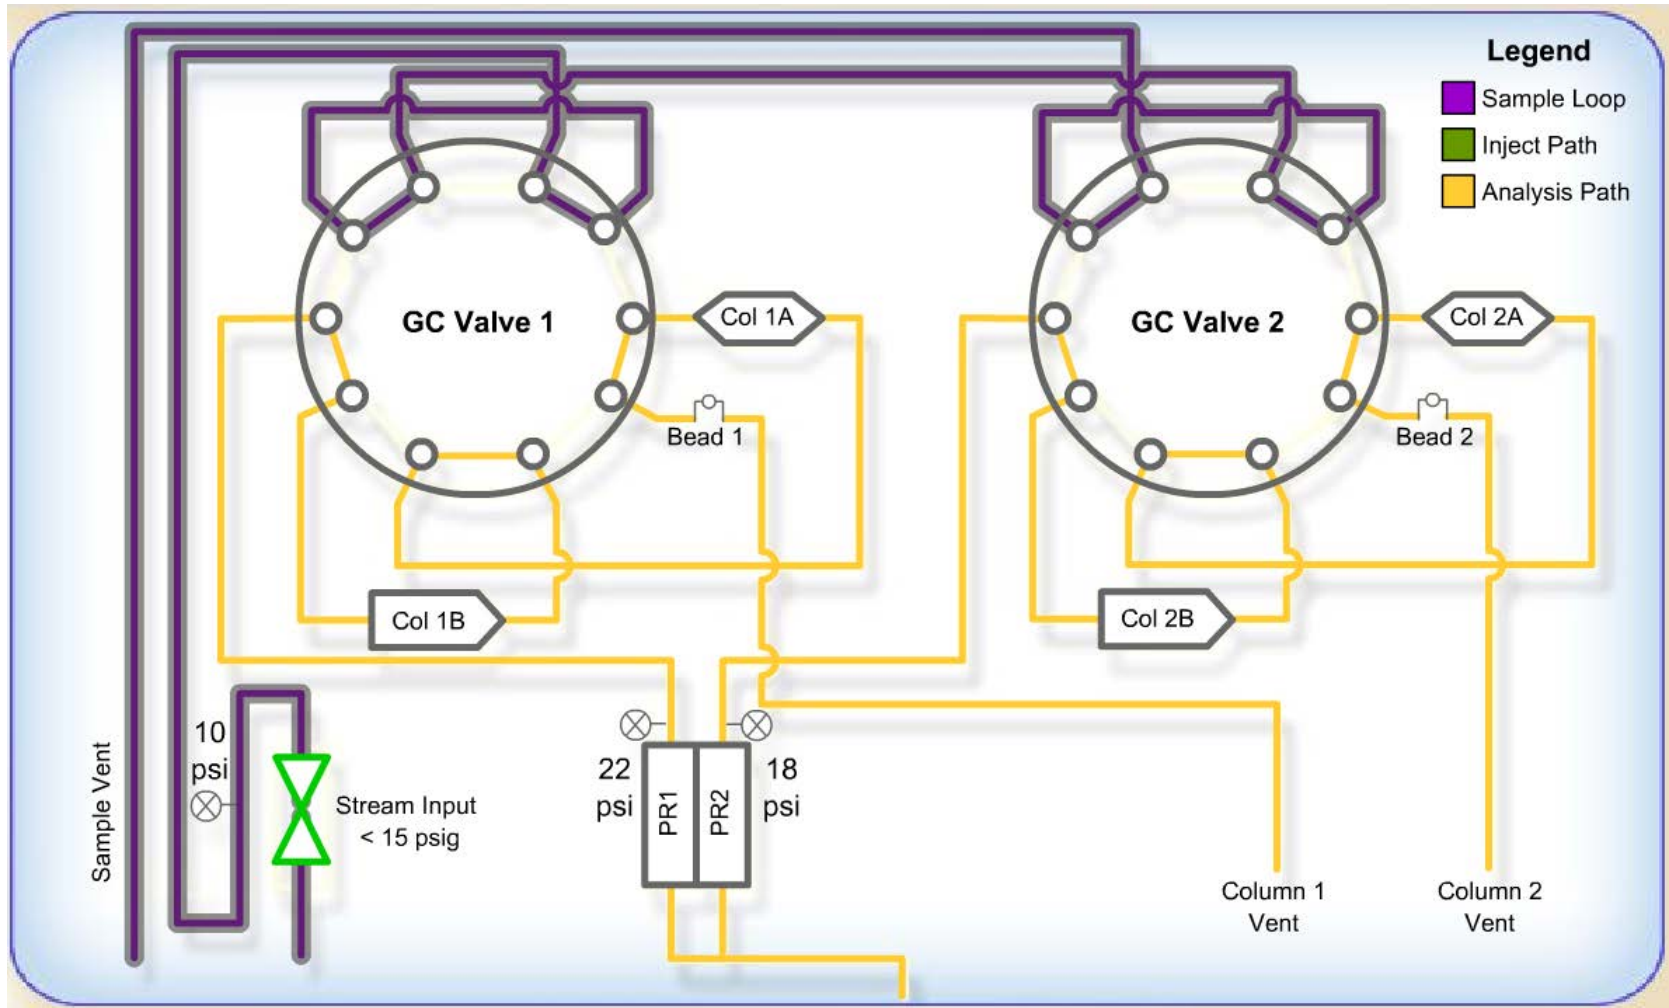 Legend
Sample Loop
Inject Path
Analysis Path
GC Valve 1
Col 1A
GC Valve 2
Col 2A
Bead 1
Bead 2
Col 1B
Col 2B
10
psi
Sample Vent
Stream Input
< 15 psig
22
psi
PR1
PR2
18
psi
Column 1
Vent
Column 2
Vent